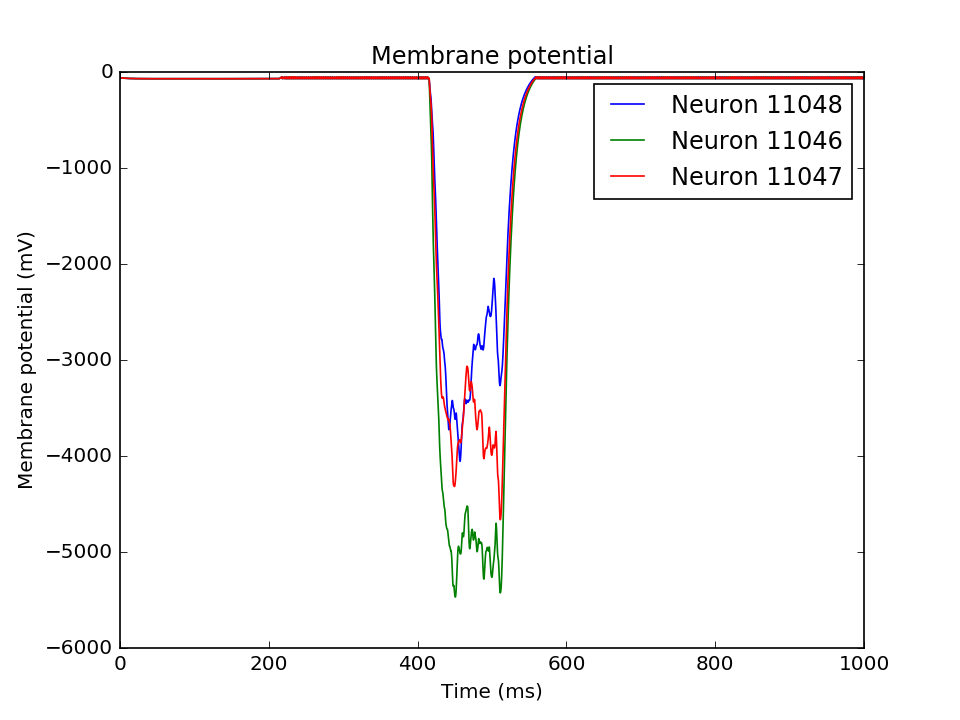 Membrane potential
0
−1000
−2000
−3000
−4000
−5000
−6000
Membrane potential (mV)
Neuron 11048
Neuron 11046
Neuron 11047
0 200 400 600 800 1000
Time (ms)